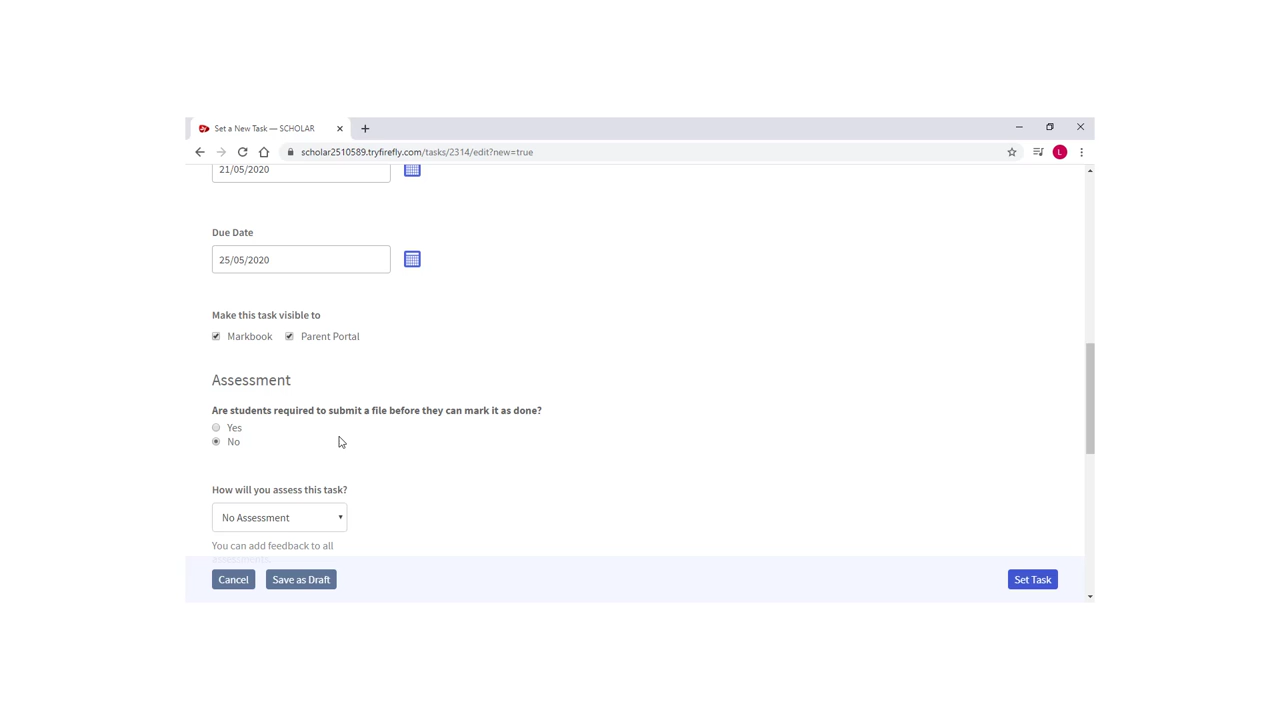 Set a New Task — SCHOLAR
scholar2510589.tryfirefly.com/tasks/2314/edit?new=true
L
21/05/2020
Due Date
25/05/2020
Make this task visible to
Markbook Parent Portal
Assessment
Are students required to submit a file before they can mark it as done?
Yes
No
How will you assess this task?
No Assessment
You can add feedback to all
assessments.
Cancel Save as Draft Set Task